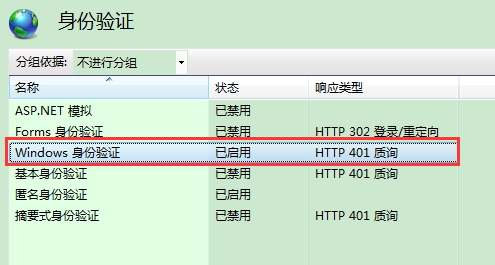 身份验证
分组依据: 不进行分组
名称 状态 响应类型
ASP.NET 模拟 已禁用
Forms 身份验证 已禁用 HTTP 302 登录/重定向
Windows 身份验证 已启用 HTTP 401 质询
基本身份验证 已禁用 HTTP 401 质询
匿名身份验证 已启用
摘要式身份验证 已禁用 HTTP 401 质询